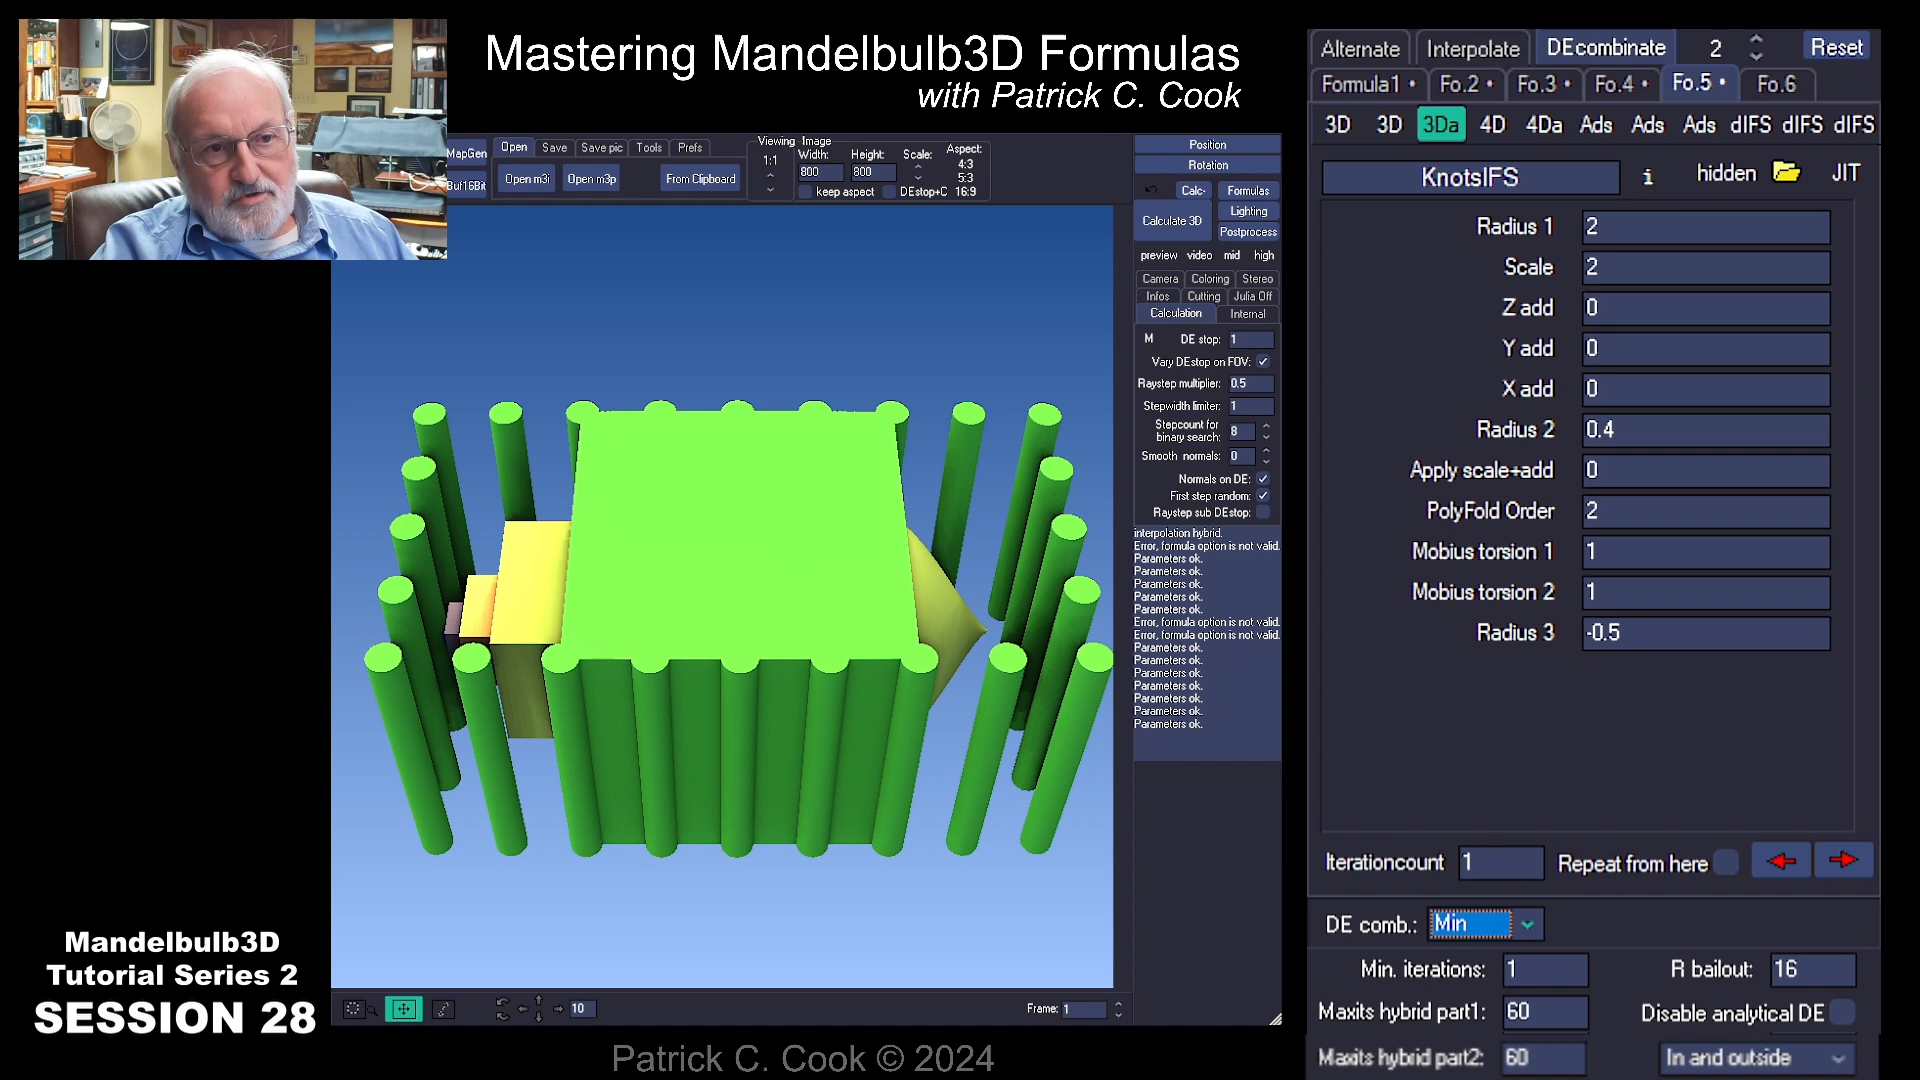 Mastering Mandelbulb3D Formulas
with Patrick C. Cook
MapGen
Buf16Bit
Open Save Save pic Tools Prefs
Open m3i Open m3p From Clipboard
Viewing Image
1:1 Width: Height: Scale: Aspect:
800 800
4:3
5:3
keep aspect DEstop+C 16:9
Position
Rotation
Calc- Formulas
Calculate 3D Lighting
Postprocess
preview video mid high
Camera Coloring Stereo
Infos Cutting Julia Off
Calculation Internal
M DE stop: 1
Vary DEstop on FOV:
Raystep multiplier: 0.5
Stepwidth limiter: 1
Stepcount for
binary search: 8
Smooth normals: 0
Normals on DE:
First step random:
Raystep sub DEstop:
interpolation hybrid.
Error, formula option is not valid.
Parameters ok.
Parameters ok.
Parameters ok.
Parameters ok.
Parameters ok.
Error, formula option is not valid.
Error, formula option is not valid.
Parameters ok.
Parameters ok.
Parameters ok.
Parameters ok.
Parameters ok.
Parameters ok.
Parameters ok.
10
Frame: 1
Alternate Interpolate DEcombinate 2 Reset
Formula1 • Fo.2 • Fo.3 • Fo.4 • Fo.5 • Fo.6
3D 3D 3Da 4D 4Da Ads Ads Ads dIFS dIFS dIFS
KnotsIFS i hidden JIT
Radius 1 2
Scale 2
Z add 0
Y add 0
X add 0
Radius 2 0.4
Apply scale+add 0
PolyFold Order 2
Mobius torsion 1 1
Mobius torsion 2 1
Radius 3 -0.5
Iterationcount 1 Repeat from here
DE comb.: Min
Min. iterations: 1 R bailout: 16
Maxits hybrid part1: 60 Disable analytical DE
Maxits hybrid part2: 60 In and outside
Mandelbulb3D
Tutorial Series 2
SESSION 28
Patrick C. Cook © 2024